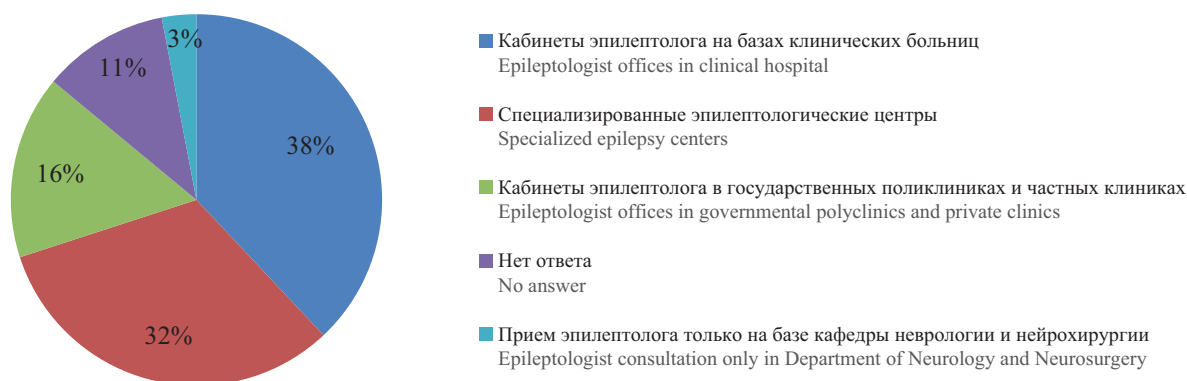 3%
11%
38%
16%
32%
Кабинеты эпилептолога на базах клинических больниц
Epileptologist offices in clinical hospital
Специализированные эпилептологические центры
Specialized epilepsy centers
Кабинеты эпилептолога в государственных поликлиниках и частных клиниках
Epileptologist offices in governmental polyclinics and private clinics
Нет ответа
No answer
Прием эпилептолога только на базе кафедры неврологии и нейрохирургии
Epileptologist consultation only in Department of Neurology and Neurosurgery